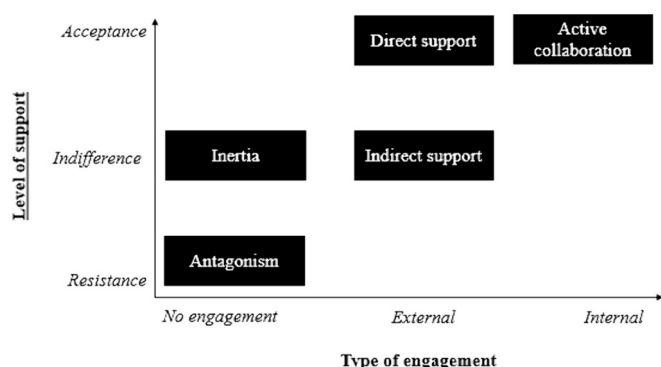 Acceptance
Direct support
Active
collaboration
Level of support
Indifference
Inertia
Indirect support
Antagonism
Resistance
No engagement
External
Internal
Type of engagement